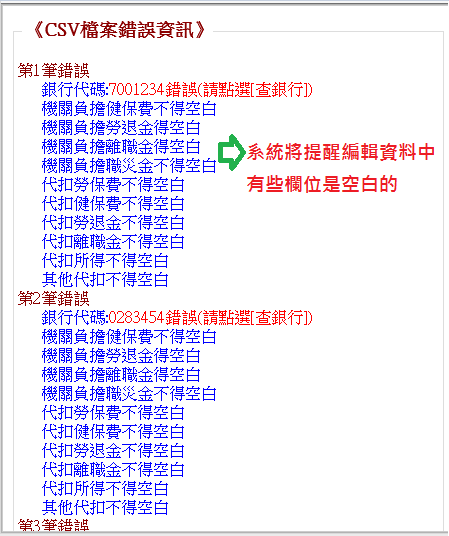 《CSV檔案錯誤資訊》
第1筆錯誤
銀行代碼:7001234錯誤(請點選[查銀行])
機關負擔健保費不得空白
機關負擔勞退金得空白
機關負擔離職金得空白
機關負擔職災金不得空白
系統將提醒編輯資料中
有些欄位是空白的
代扣勞保費不得空白
代扣健保費不得空白
代扣勞退金不得空白
代扣離職金不得空白
代扣所得不得空白
其他代扣不得空白
第2筆錯誤
銀行代碼:0283454錯誤(請點選[查銀行])
機關負擔健保費不得空白
機關負擔勞退金得空白
機關負擔離職金得空白
機關負擔職災金不得空白
代扣勞保費不得空白
代扣健保費不得空白
代扣勞退金不得空白
代扣離職金不得空白
代扣所得不得空白
其他代扣不得空白
第3筆錯誤